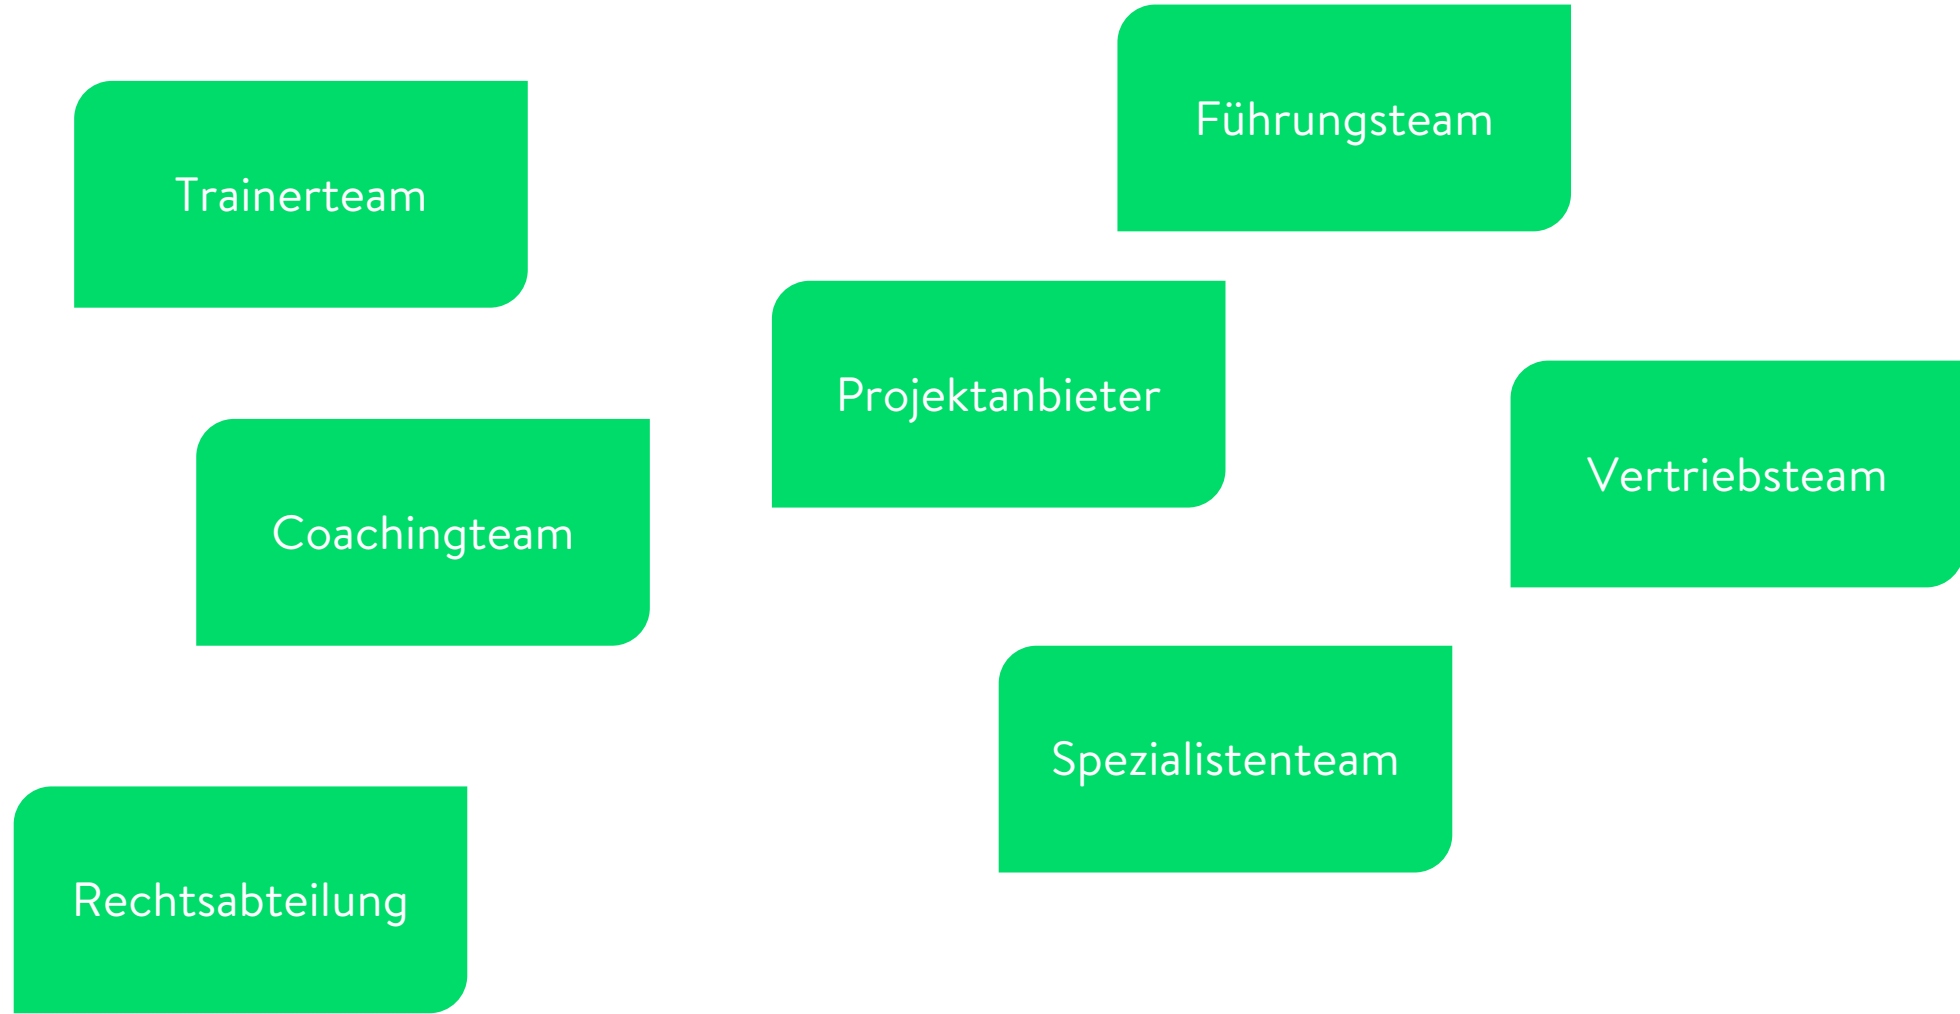 Führungsteam
Trainerteam
Projektanbieter
Vertriebsteam
Coachingteam
Spezialistenteam
Rechtsabteilung